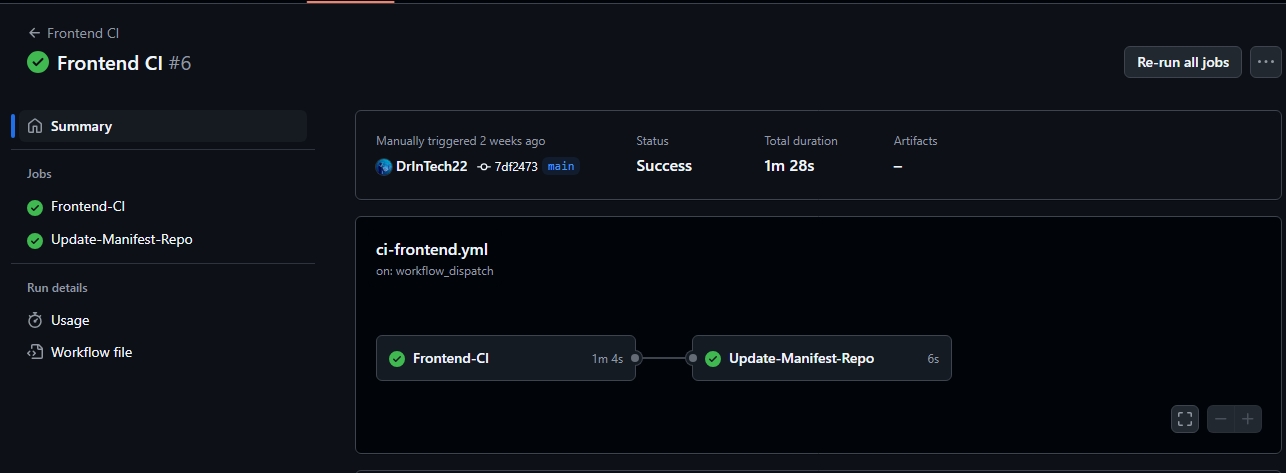 Frontend CI
Frontend CI #6
Re-run all jobs
Summary
Jobs
Frontend-CI
Update-Manifest-Repo
Run details
Usage
Workflow file
Manually triggered 2 weeks ago
DrInTech22 7df2473 main
Status
Success
Total duration
1m 28s
Artifacts
–
ci-frontend.yml
on: workflow_dispatch
Frontend-CI 1m 4s
Update-Manifest-Repo 6s